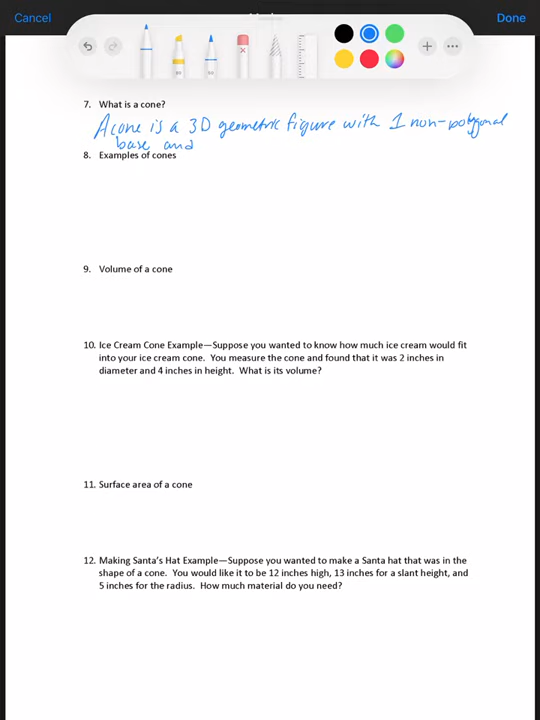 Cancel
Done
7. What is a cone?
A cone is a 3D geometric figure with 1 non-polygonal
base and
8. Examples of cones
9. Volume of a cone
10. Ice Cream Cone Example—Suppose you wanted to know how much ice cream would fit
into your ice cream cone. You measure the cone and found that it was 2 inches in
diameter and 4 inches in height. What is its volume?
11. Surface area of a cone
12. Making Santa's Hat Example—Suppose you wanted to make a Santa hat that was in the
shape of a cone. You would like it to be 12 inches high, 13 inches for a slant height, and
5 inches for the radius. How much material do you need?